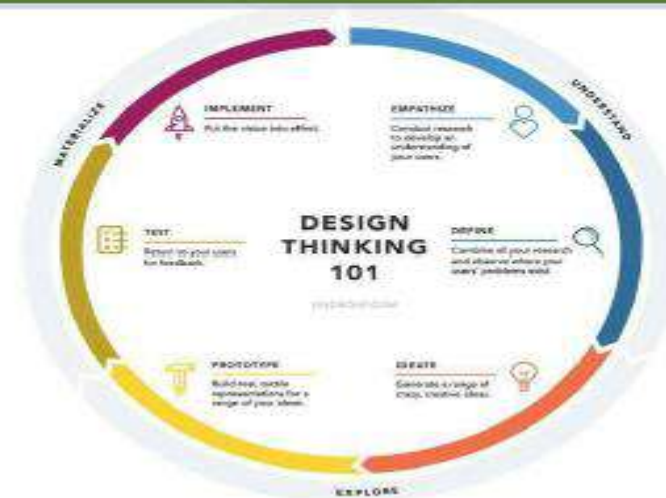 DESIGN
THINKING
101
UNDERSTAND
EMPATHIZE
Conduct research
to develop an
understanding of
your users.
DEFINE
Combine all your research
and observe where your
users' problems exist.
EXPLORE
IDEATE
Generate a range of
crazy, creative ideas.
PROTOTYPE
Build real, tactile
representations for a
range of your ideas.
MATERIALIZE
TEST
Return to your users
for feedback.
IMPLEMENT
Put the vision into effect.